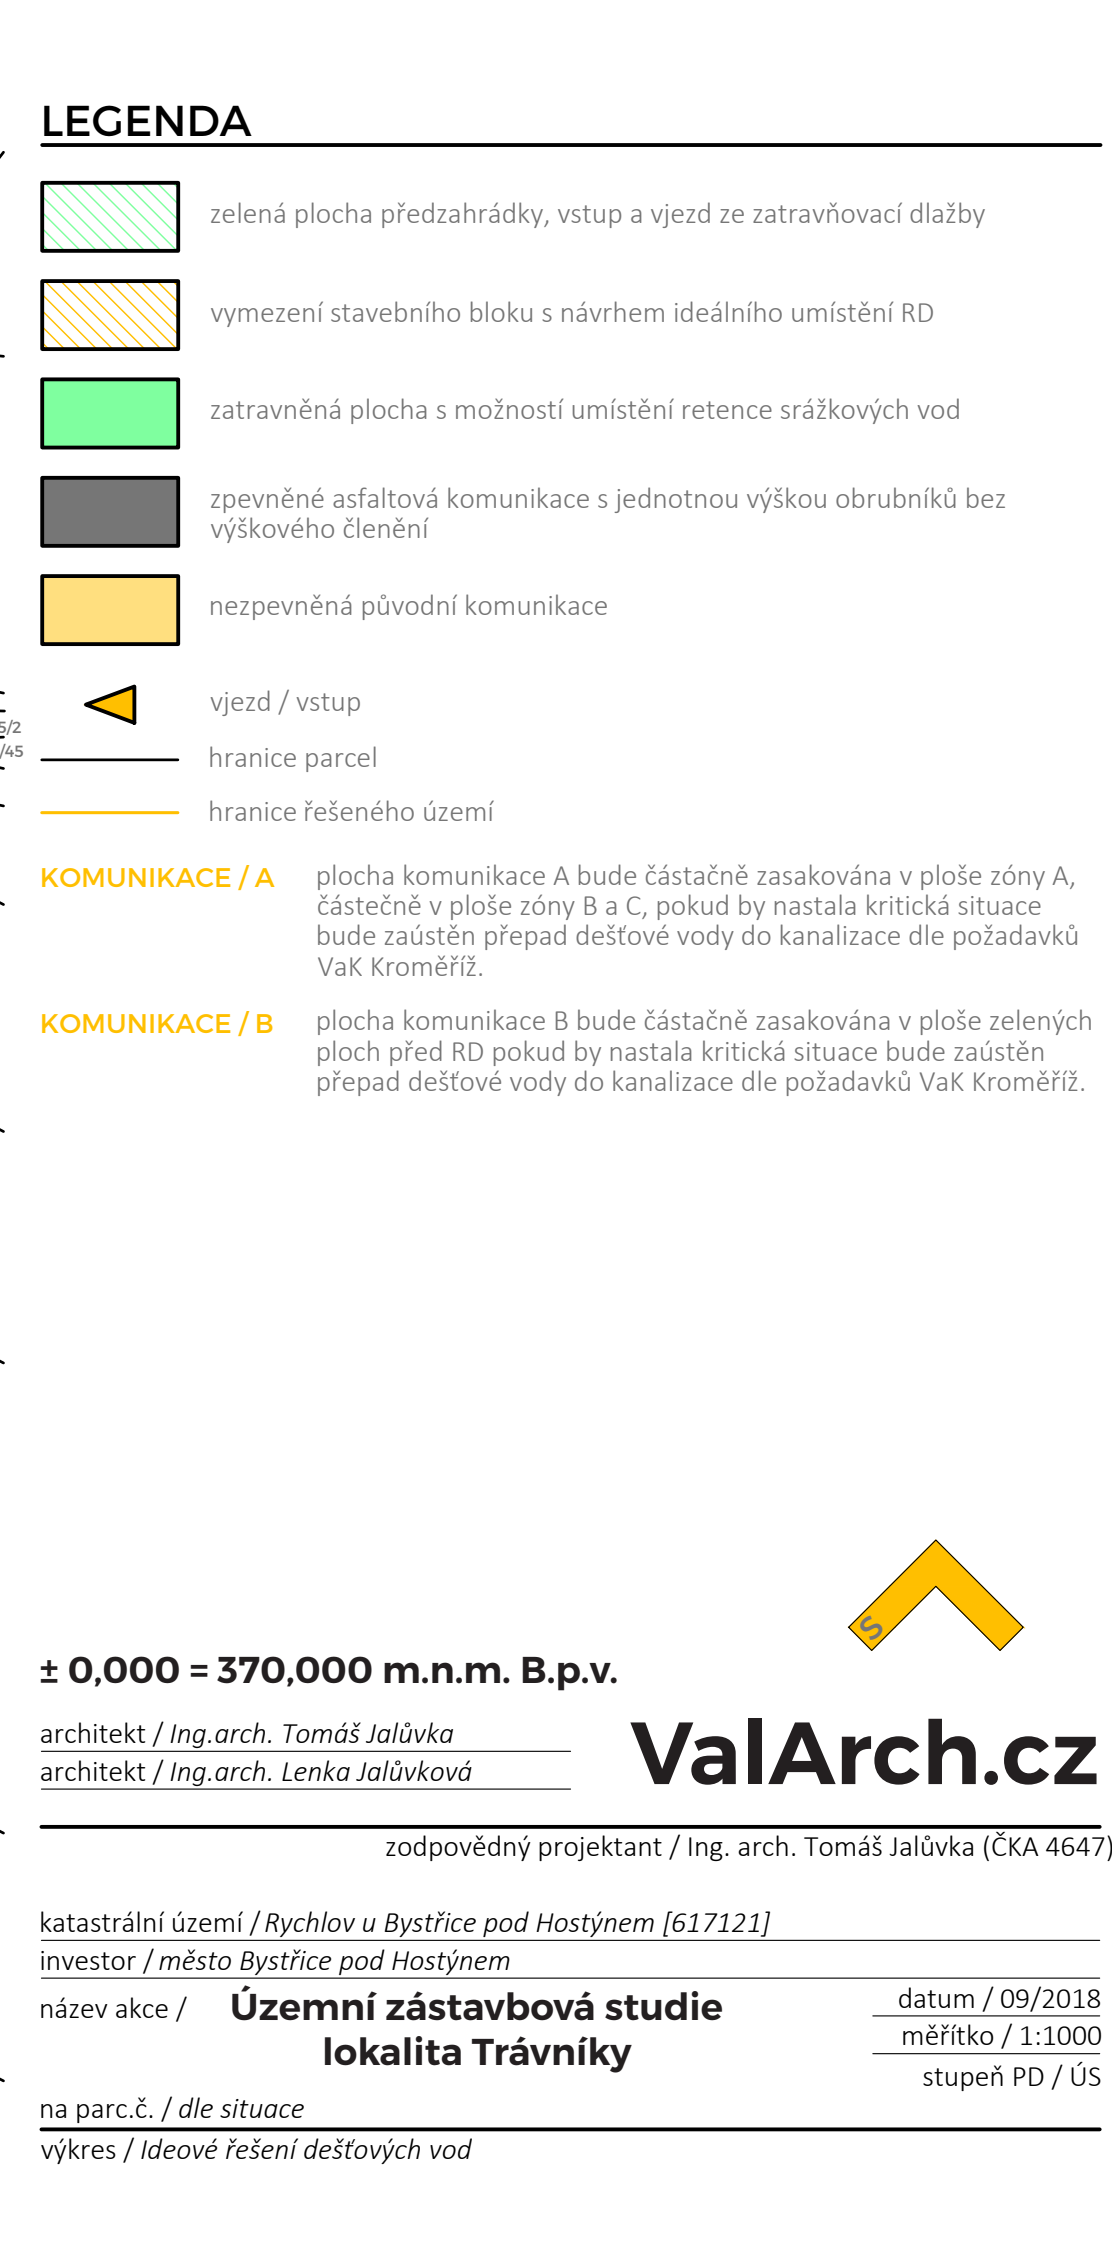 LEGENDA
zelená plocha předzahrádky, vstup a vjezd ze zatravňovací dlažby
vymezení stavebního bloku s návrhem ideálního umístění RD
zatravněná plocha s možností umístění retence srážkových vod
zpevněné asfaltová komunikace s jednotnou výškou obrubníků bez
výškového členění
nezpevněná původní komunikace
vjezd / vstup
5/2
/45
hranice parcel
hranice řešeného území
KOMUNIKACE / A
plocha komunikace A bude částačně zasakována v ploše zóny A,
částečně v ploše zóny B a C, pokud by nastala kritická situace
bude zaústěn přepad dešťové vody do kanalizace dle požadavků
VaK Kroměříž.
KOMUNIKACE / B
plocha komunikace B bude částačně zasakována v ploše zelených
ploch před RD pokud by nastala kritická situace bude zaústěn
přepad dešťové vody do kanalizace dle požadavků VaK Kroměříž.
S
± 0,000 = 370,000 m.n.m. B.p.v.
architekt / Ing.arch. Tomáš Jalůvka
architekt / Ing.arch. Lenka Jalůvková
ValArch.cz
zodpovědný projektant / Ing. arch. Tomáš Jalůvka (ČKA 4647)
katastrální území / Rychlov u Bystřice pod Hostýnem [617121]
investor / město Bystřice pod Hostýnem
název akce / Územní zástavbová studie
lokalita Trávníky
datum / 09/2018
měřítko / 1:1000
stupeň PD / ÚS
na parc.č. / dle situace
výkres / Ideové řešení dešťových vod